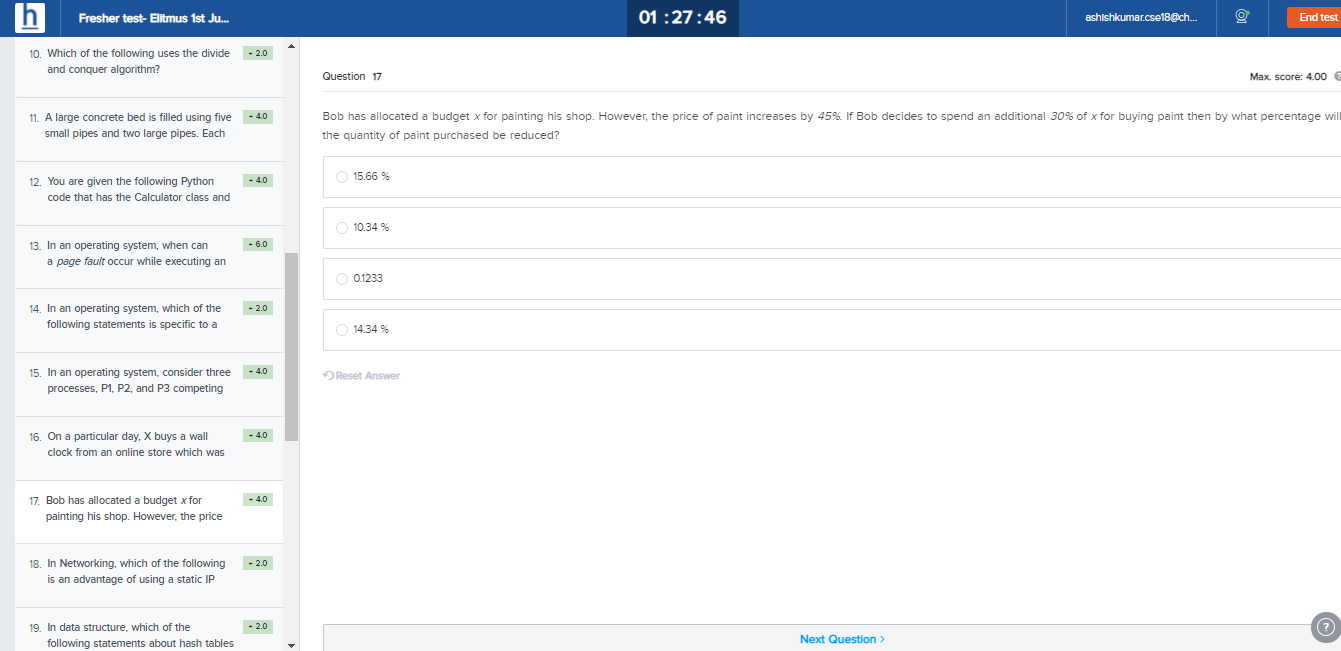 h
Fresher test- Elitmus 1st Ju...
01 : 27 : 46
ashishkumar.cse18@ch...
End test
10. Which of the following uses the divide
and conquer algorithm?
+ 2.0
11. A large concrete bed is filled using five
small pipes and two large pipes. Each
+ 4.0
12. You are given the following Python
code that has the Calculator class and
+ 4.0
13. In an operating system, when can
a page fault occur while executing an
+ 6.0
14. In an operating system, which of the
following statements is specific to a
+ 2.0
15. In an operating system, consider three
processes, P1, P2, and P3 competing
+ 4.0
16. On a particular day, X buys a wall
clock from an online store which was
+ 4.0
17. Bob has allocated a budget x for
painting his shop. However, the price
+ 4.0
18. In Networking, which of the following
is an advantage of using a static IP
+ 2.0
19. In data structure, which of the
following statements about hash tables
+ 2.0
Question 17
Max. score: 4.00
Bob has allocated a budget x for painting his shop. However, the price of paint increases by 45%. If Bob decides to spend an additional 30% of x for buying paint then by what percentage will
the quantity of paint purchased be reduced?
15.66 %
10.34 %
0.1233
14.34 %
Reset Answer
Next Question >
?